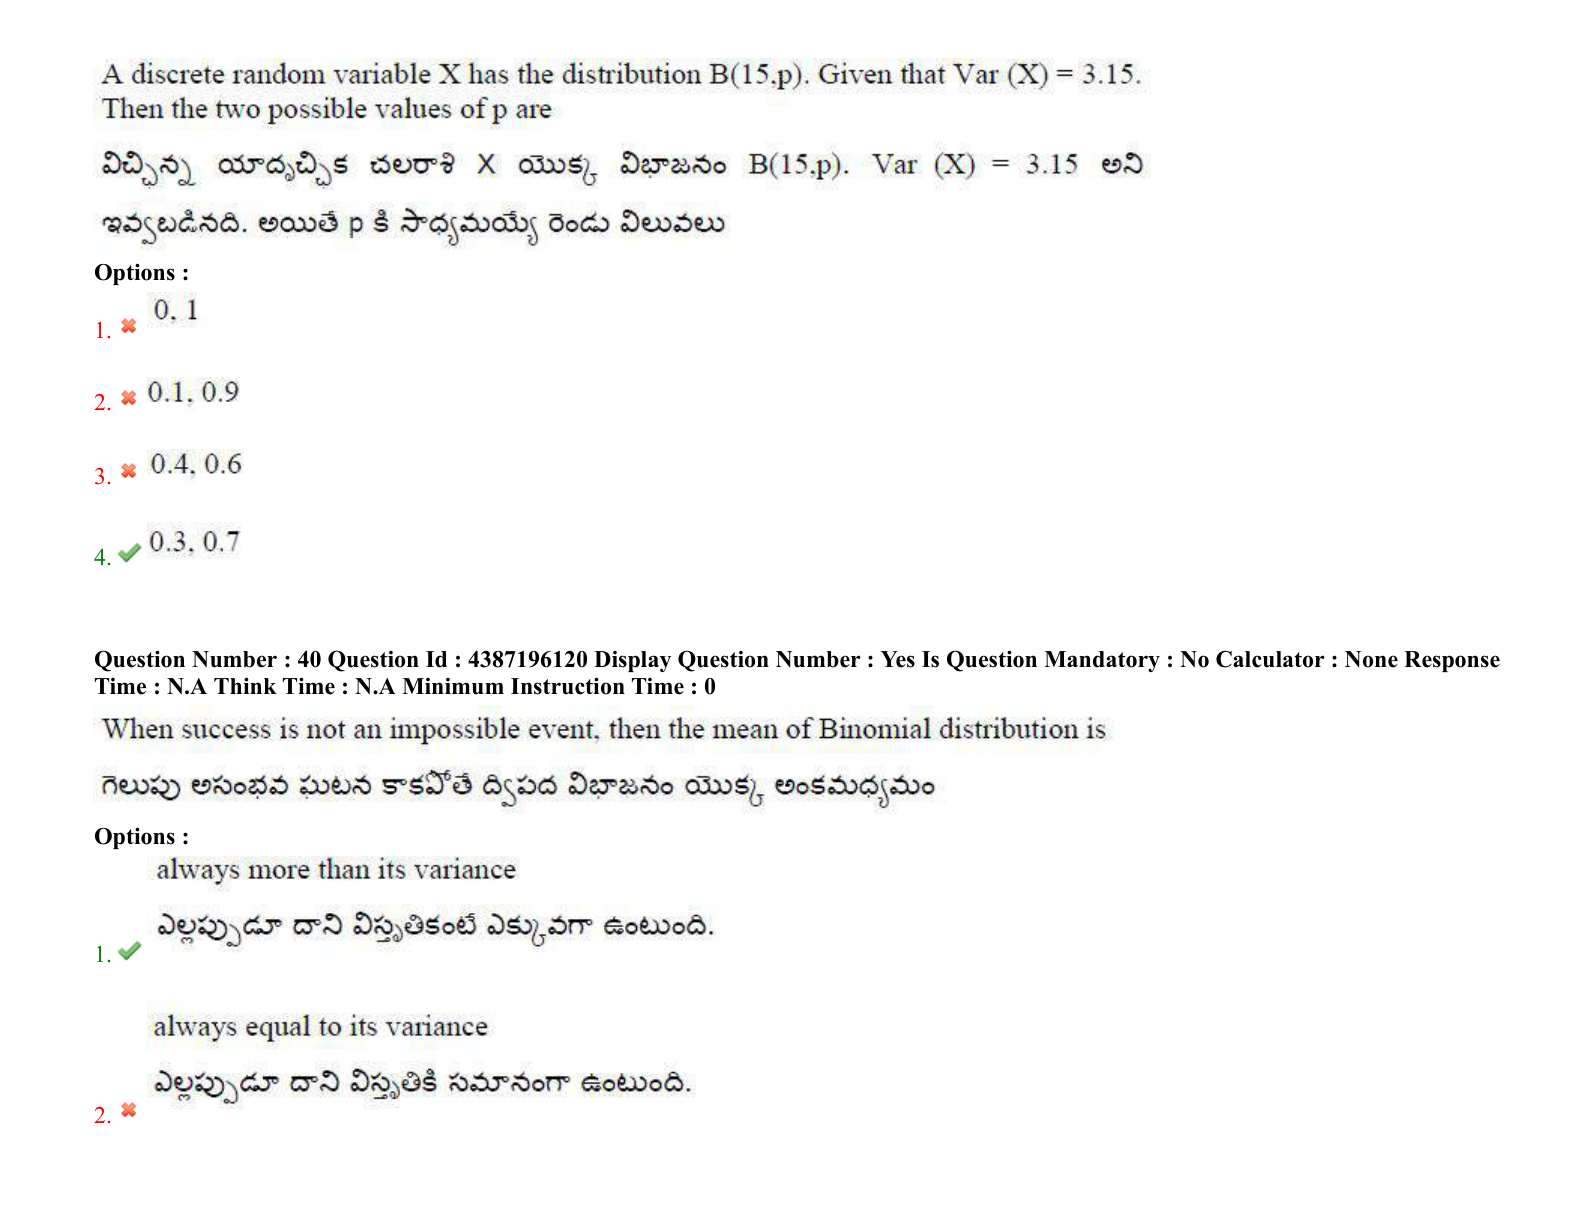 A discrete random variable X has the distribution B(15,p). Given that Var (X) = 3.15.
Then the two possible values of p are
విచ్ఛిన్న యాదృచ్ఛిక చలరాశి X యొక్క విభాజనం B(15,p). Var (X) = 3.15 అని
ఇవ్వబడినది. అయితే p కి సాధ్యమయ్యే రెండు విలువలు
Options :
0, 1
1.
2. 0.1, 0.9
3. 0.4, 0.6
4. 0.3, 0.7
Question Number : 40 Question Id : 4387196120 Display Question Number : Yes Is Question Mandatory : No Calculator : None Response
Time : N.A Think Time : N.A Minimum Instruction Time : 0
When success is not an impossible event, then the mean of Binomial distribution is
గెలుపు అసంభవ ఘటన కాకపోతే ద్విపద విభాజనం యొక్క అంకమధ్యమం
Options :
always more than its variance
ఎల్లప్పుడూ దాని విస్తృతికంటే ఎక్కువగా ఉంటుంది.
1.
always equal to its variance
ఎల్లప్పుడూ దాని విస్తృతికి సమానంగా ఉంటుంది.
2.